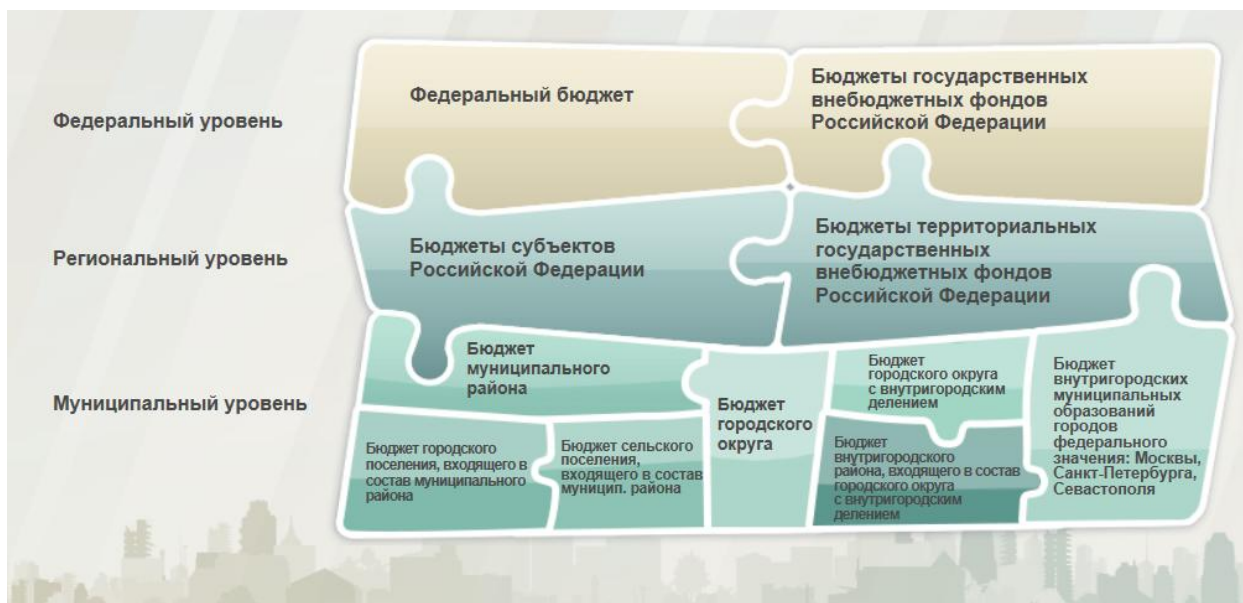 Федеральный уровень
Федеральный бюджет
Бюджеты государственных
внебюджетных фондов
Российской Федерации
Региональный уровень
Бюджеты субъектов
Российской Федерации
Бюджеты территориальных
государственных
внебюджетных фондов
Российской Федерации
Муниципальный уровень
Бюджет
муниципального
района
Бюджет городского
поселения, входящего в
состав муниципального
района
Бюджет сельского
поселения,
входящего в состав
муницип. района
Бюджет
городского
округа
Бюджет
городского округа
с внутригородским
делением
Бюджет
внутригородского
района, входящего в состав
городского округа
с внутригородским
делением
Бюджет
внутригородских
муниципальных
образований
городов
федерального
значения: Москвы,
Санкт-Петербурга,
Севастополя